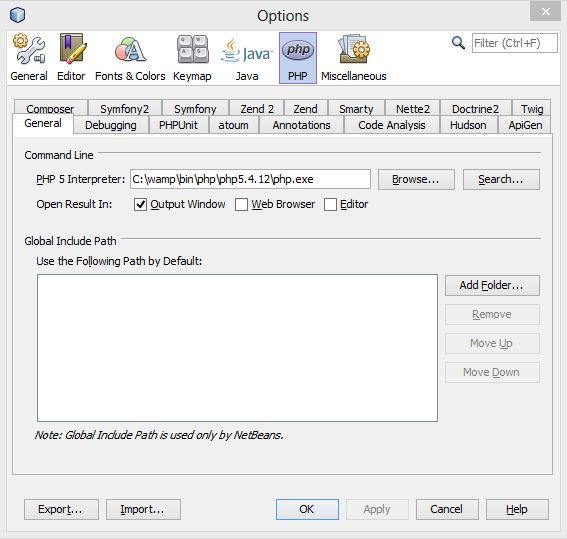 Options
Filter (Ctrl+F)
General Editor Fonts & Colors Keymap Java PHP Miscellaneous
Java
php
Composer Symfony2 Symfony Zend 2 Zend Smarty Nette2 Doctrine2 Twig
General Debugging PHPUnit atoum Annotations Code Analysis Hudson ApiGen
Command Line
PHP 5 Interpreter: C:\wamp\bin\php\php5.4.12\php.exe Browse... Search...
Open Result In: Output Window Web Browser Editor
Global Include Path
Use the Following Path by Default:
Add Folder...
Remove
Move Up
Move Down
Note: Global Include Path is used only by NetBeans.
Export... Import... OK Apply Cancel Help